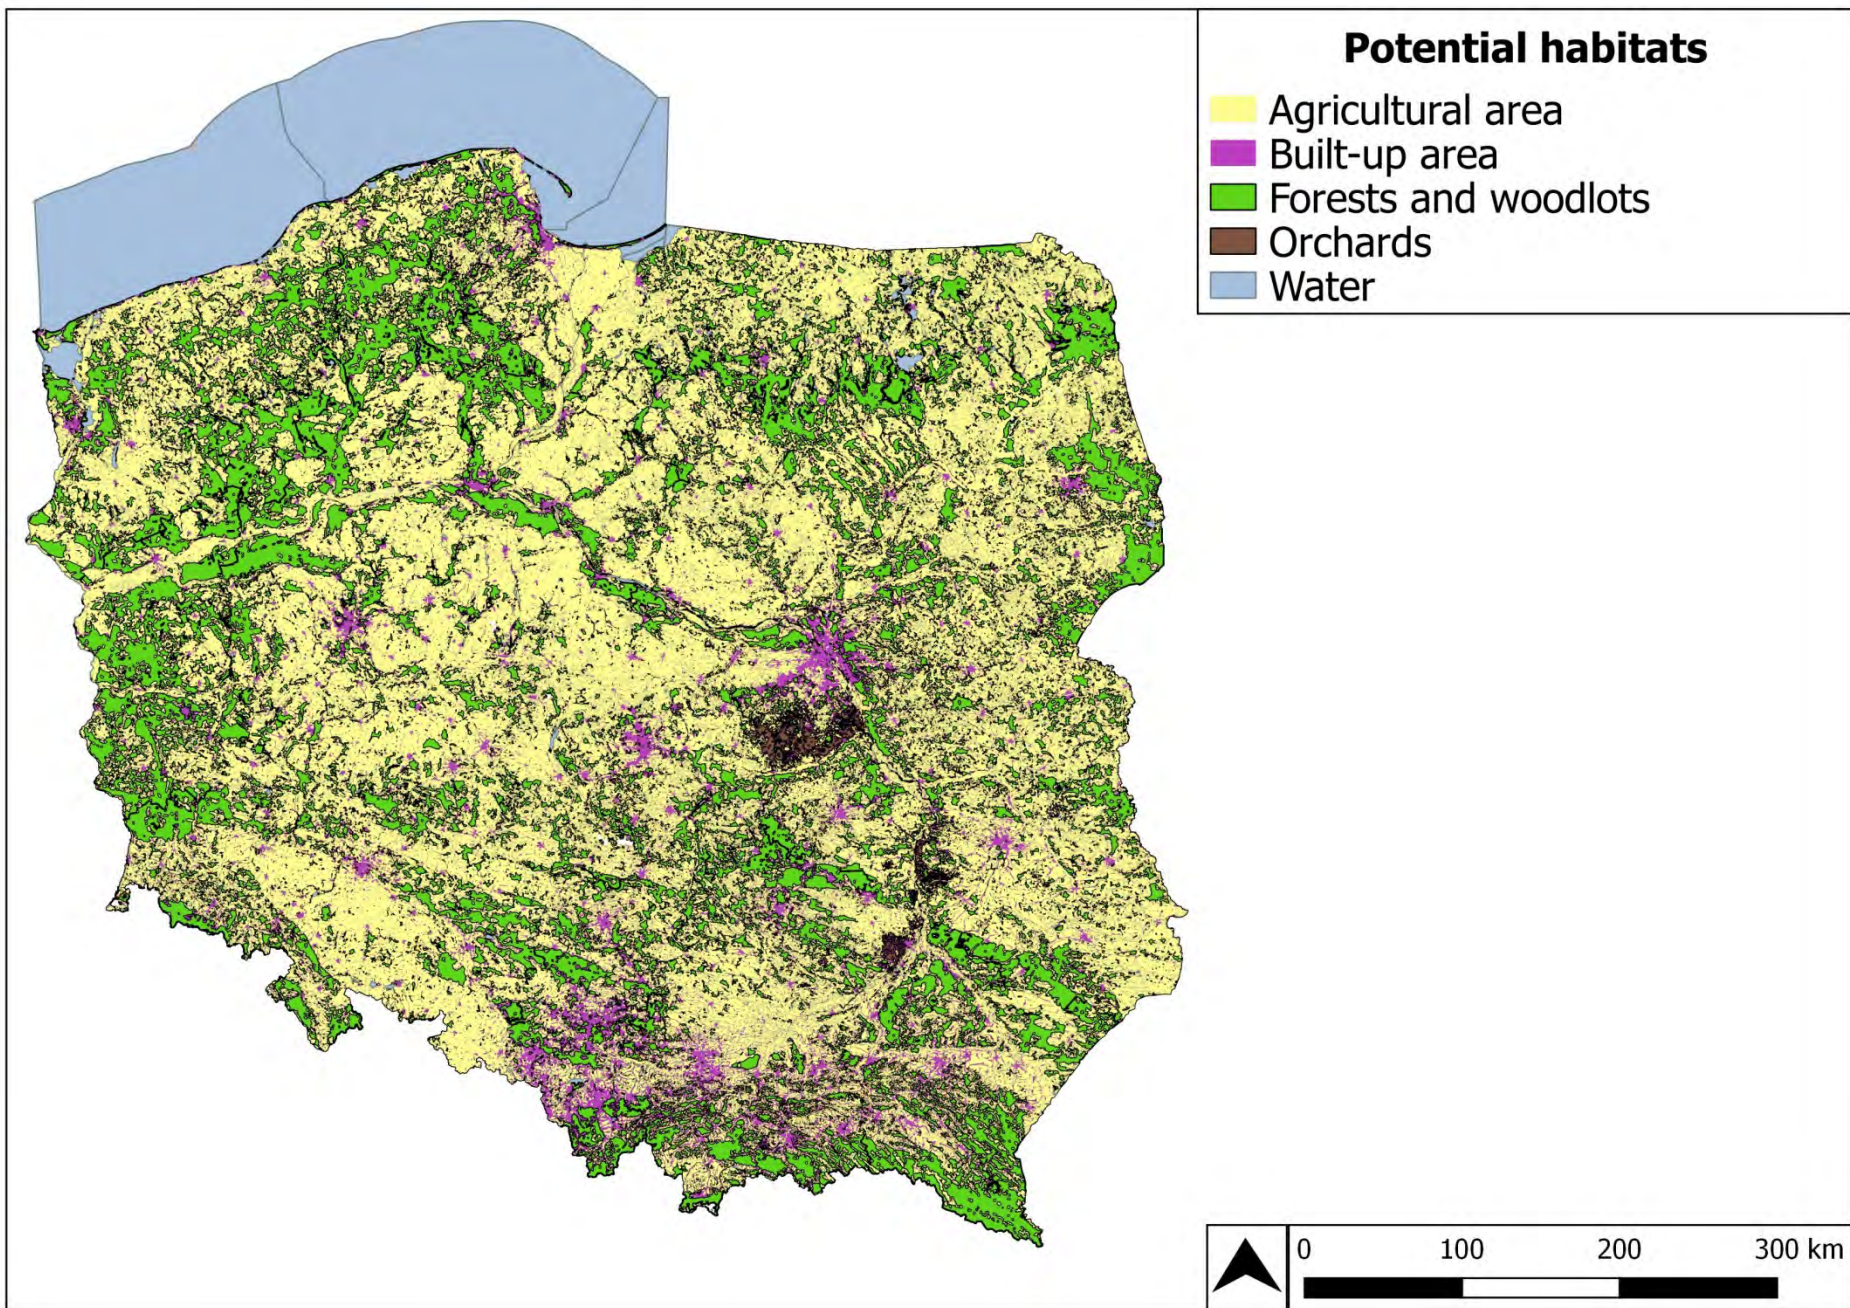 Potential habitats
Agricultural area
Built-up area
Forests and woodlots
Orchards
Water
0 100 200 300 km